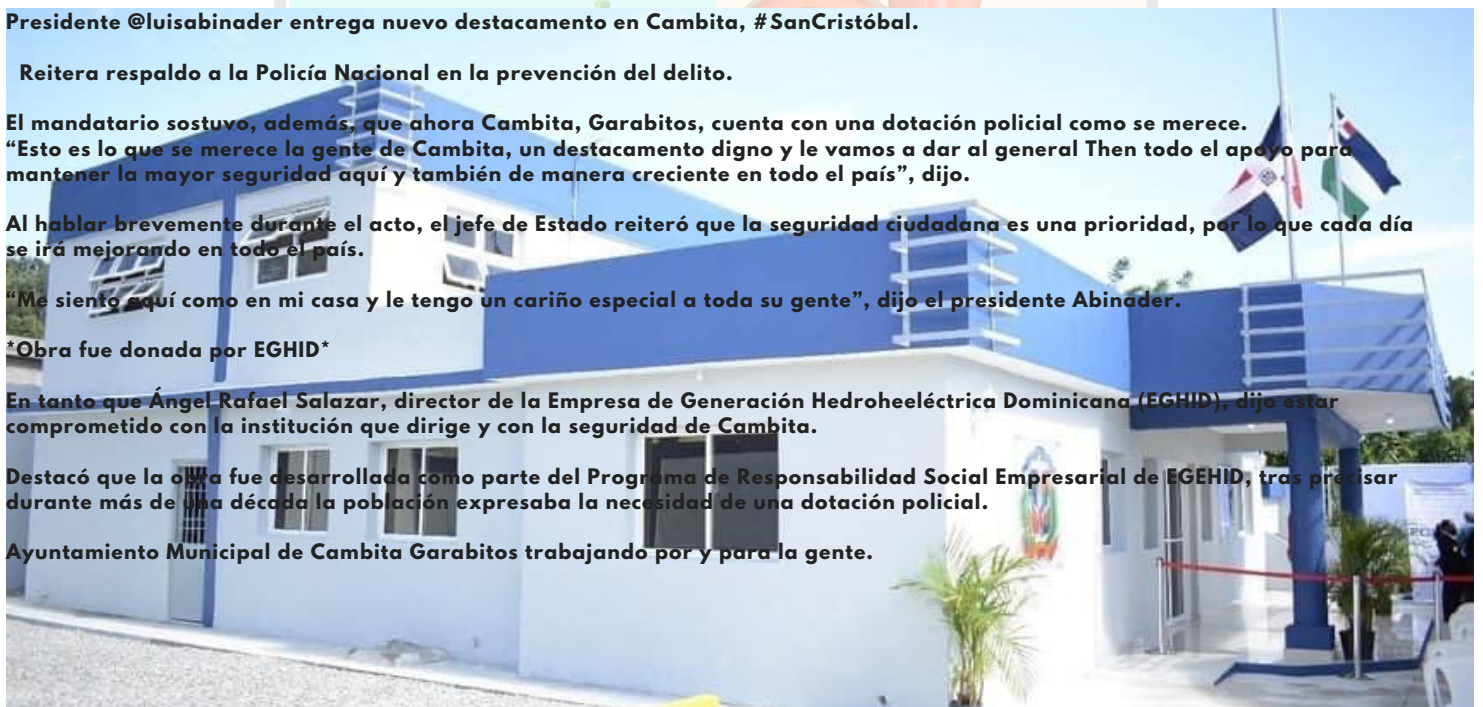 Presidente @luisabinader entrega nuevo destacamento en Cambita, #SanCristóbal.
Reitera respaldo a la Policía Nacional en la prevención del delito.
El mandatario sostuvo, además, que ahora Cambita, Garabitos, cuenta con una dotación policial como se merece.
“Esto es lo que se merece la gente de Cambita, un destacamento digno y le vamos a dar al general Then todo el apoyo para
mantener la mayor seguridad aquí y también de manera creciente en todo el país”, dijo.
Al hablar brevemente durante el acto, el jefe de Estado reiteró que la seguridad ciudadana es una prioridad, por lo que cada día
se irá mejorando en todo el país.
“Me siento aquí como en mi casa y le tengo un cariño especial a toda su gente”, dijo el presidente Abinader.
*Obra fue donada por EGHID*
En tanto que Ángel Rafael Salazar, director de la Empresa de Generación Hedroheeléctrica Dominicana (EGHID), dijo estar
comprometido con la institución que dirige y con la seguridad de Cambita.
Destacó que la obra fue desarrollada como parte del Programa de Responsabilidad Social Empresarial de EGEHID, tras precisar
durante más de una década la población expresaba la necesidad de una dotación policial.
Ayuntamiento Municipal de Cambita Garabitos trabajando por y para la gente.